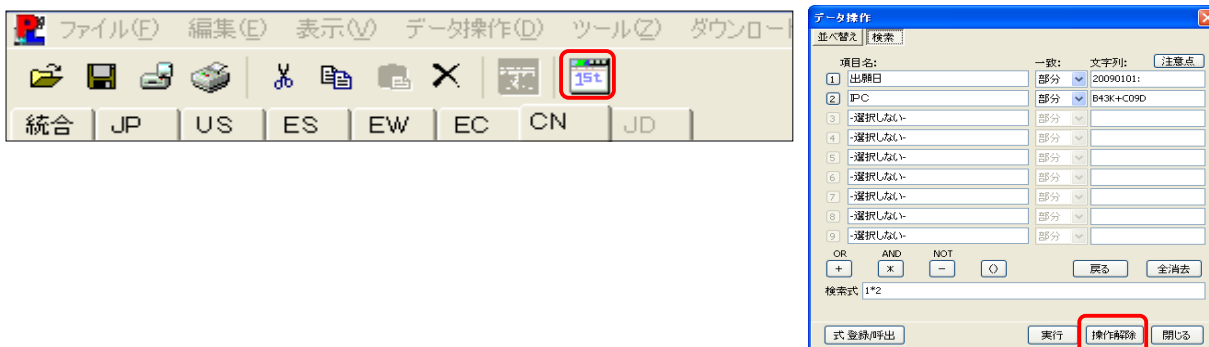 ファイル(F) 編集(E) 表示(V) データ操作(D) ツール(Z) ダウンロード
1st
統合 JP US ES EW EC CN JD
データ操作
並べ替え 検索
項目名: 一致: 文字列: 注意点
1 出願日 部分 20090101:
2 IPC 部分 B43K+C09D
3 -選択しない- 部分
4 -選択しない- 部分
5 -選択しない- 部分
6 -選択しない- 部分
7 -選択しない- 部分
8 -選択しない- 部分
9 -選択しない- 部分
OR AND NOT
+ * - () 戻る 全消去
検索式 1*2
式登録/呼出 実行 操作解除 閉じる